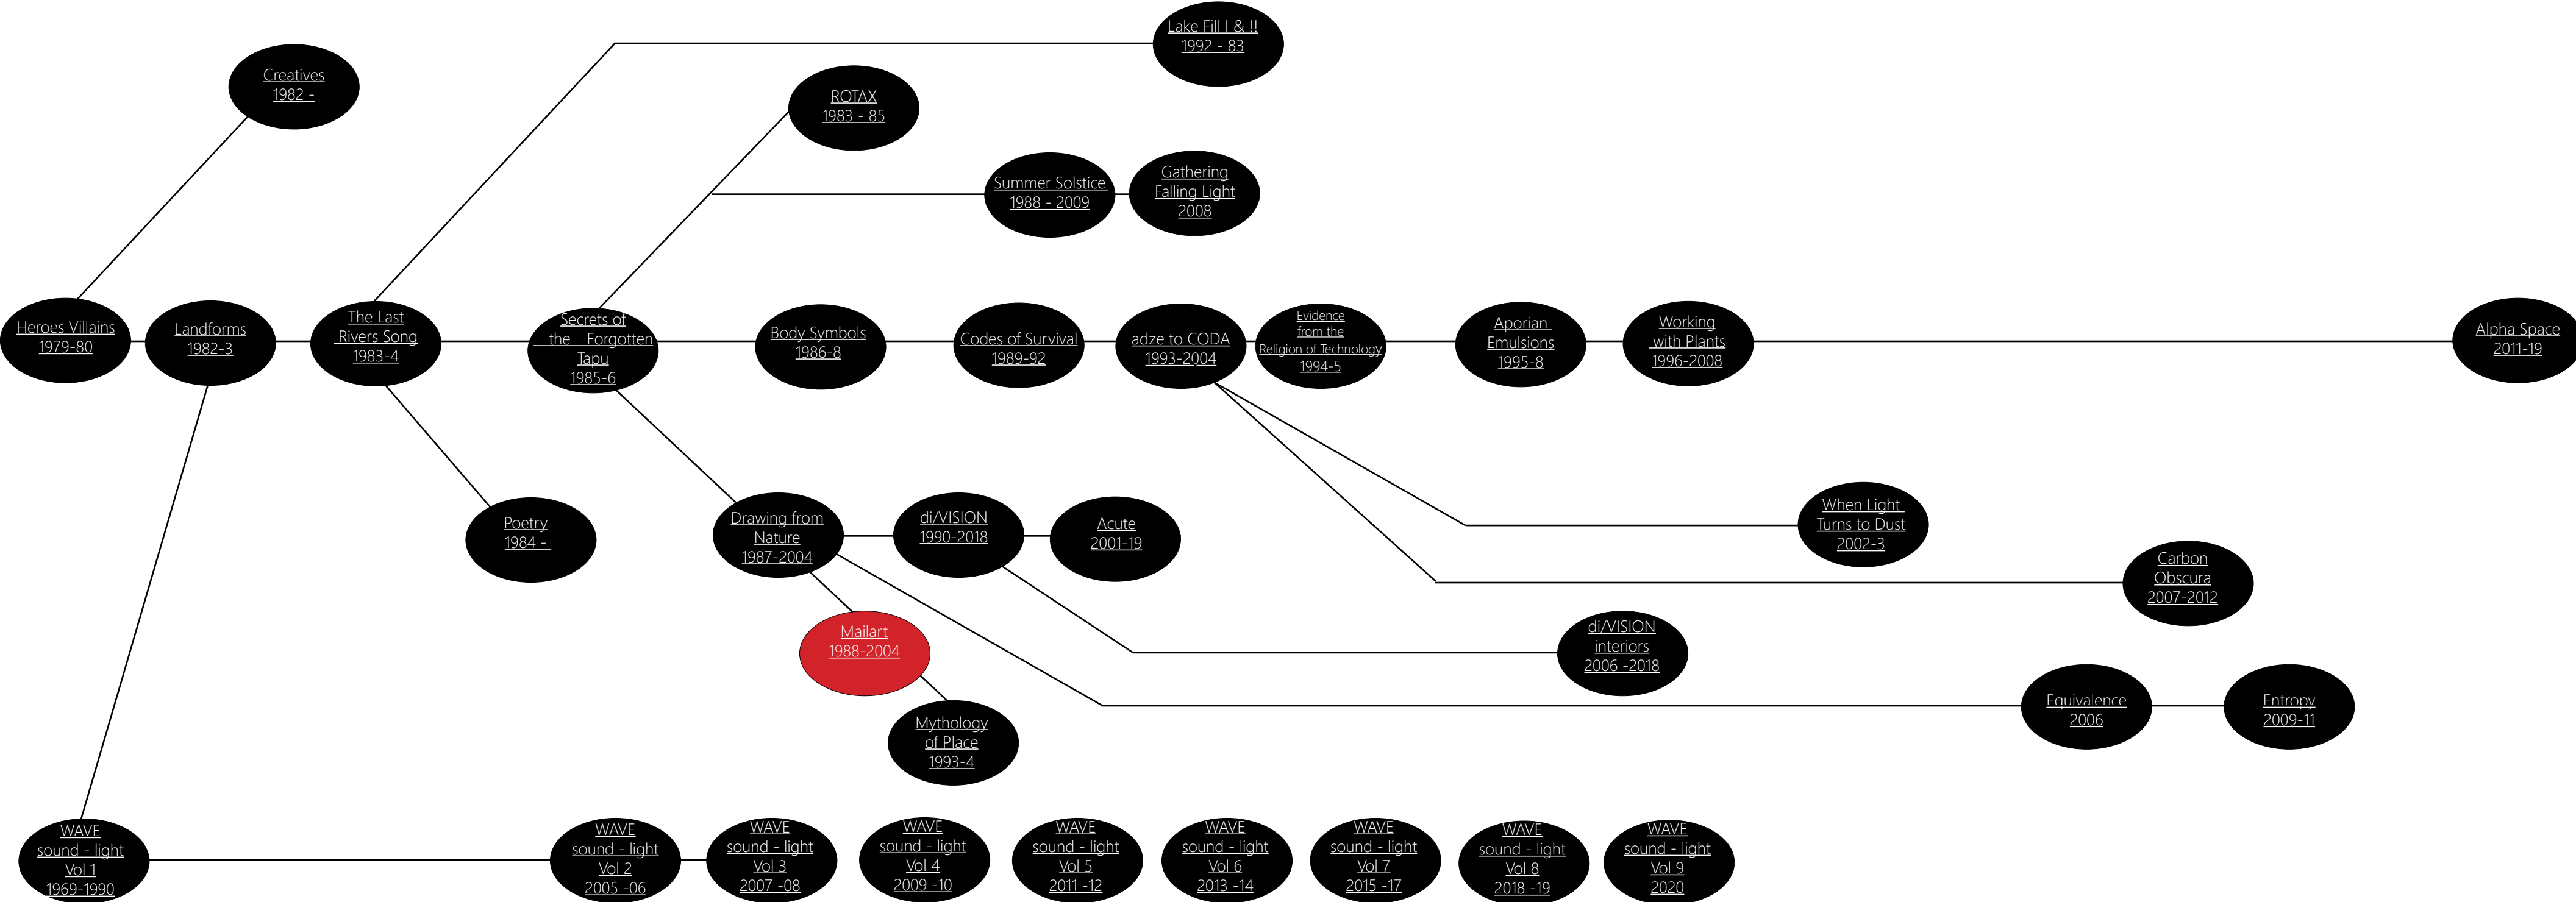 Lake Fill I & !!
1992 - 83
Creatives
1982 -
ROTAX
1983 - 85
Summer Solstice
1988 - 2009
Gathering
Falling Light
2008
Heroes Villains
1979-80
Landforms
1982-3
The Last
Rivers Song
1983-4
Secrets of
the Forgotten
Tapu
1985-6
Body Symbols
1986-8
Codes of Survival
1989-92
adze to CODA
1993-2004
Evidence
from the
Religion of Technology
1994-5
Aporian
Emulsions
1995-8
Working
with Plants
1996-2008
Alpha Space
2011-19
Poetry
1984 -
Drawing from
Nature
1987-2004
di/VISION
1990-2018
Acute
2001-19
When Light
Turns to Dust
2002-3
Carbon
Obscura
2007-2012
Mailart
1988-2004
di/VISION
interiors
2006 -2018
Mythology
of Place
1993-4
Equivalence
2006
Entropy
2009-11
WAVE
sound - light
Vol 1
1969-1990
WAVE
sound - light
Vol 2
2005 -06
WAVE
sound - light
Vol 3
2007 -08
WAVE
sound - light
Vol 4
2009 -10
WAVE
sound - light
Vol 5
2011 -12
WAVE
sound - light
Vol 6
2013 -14
WAVE
sound - light
Vol 7
2015 -17
WAVE
sound - light
Vol 8
2018 -19
WAVE
sound - light
Vol 9
2020